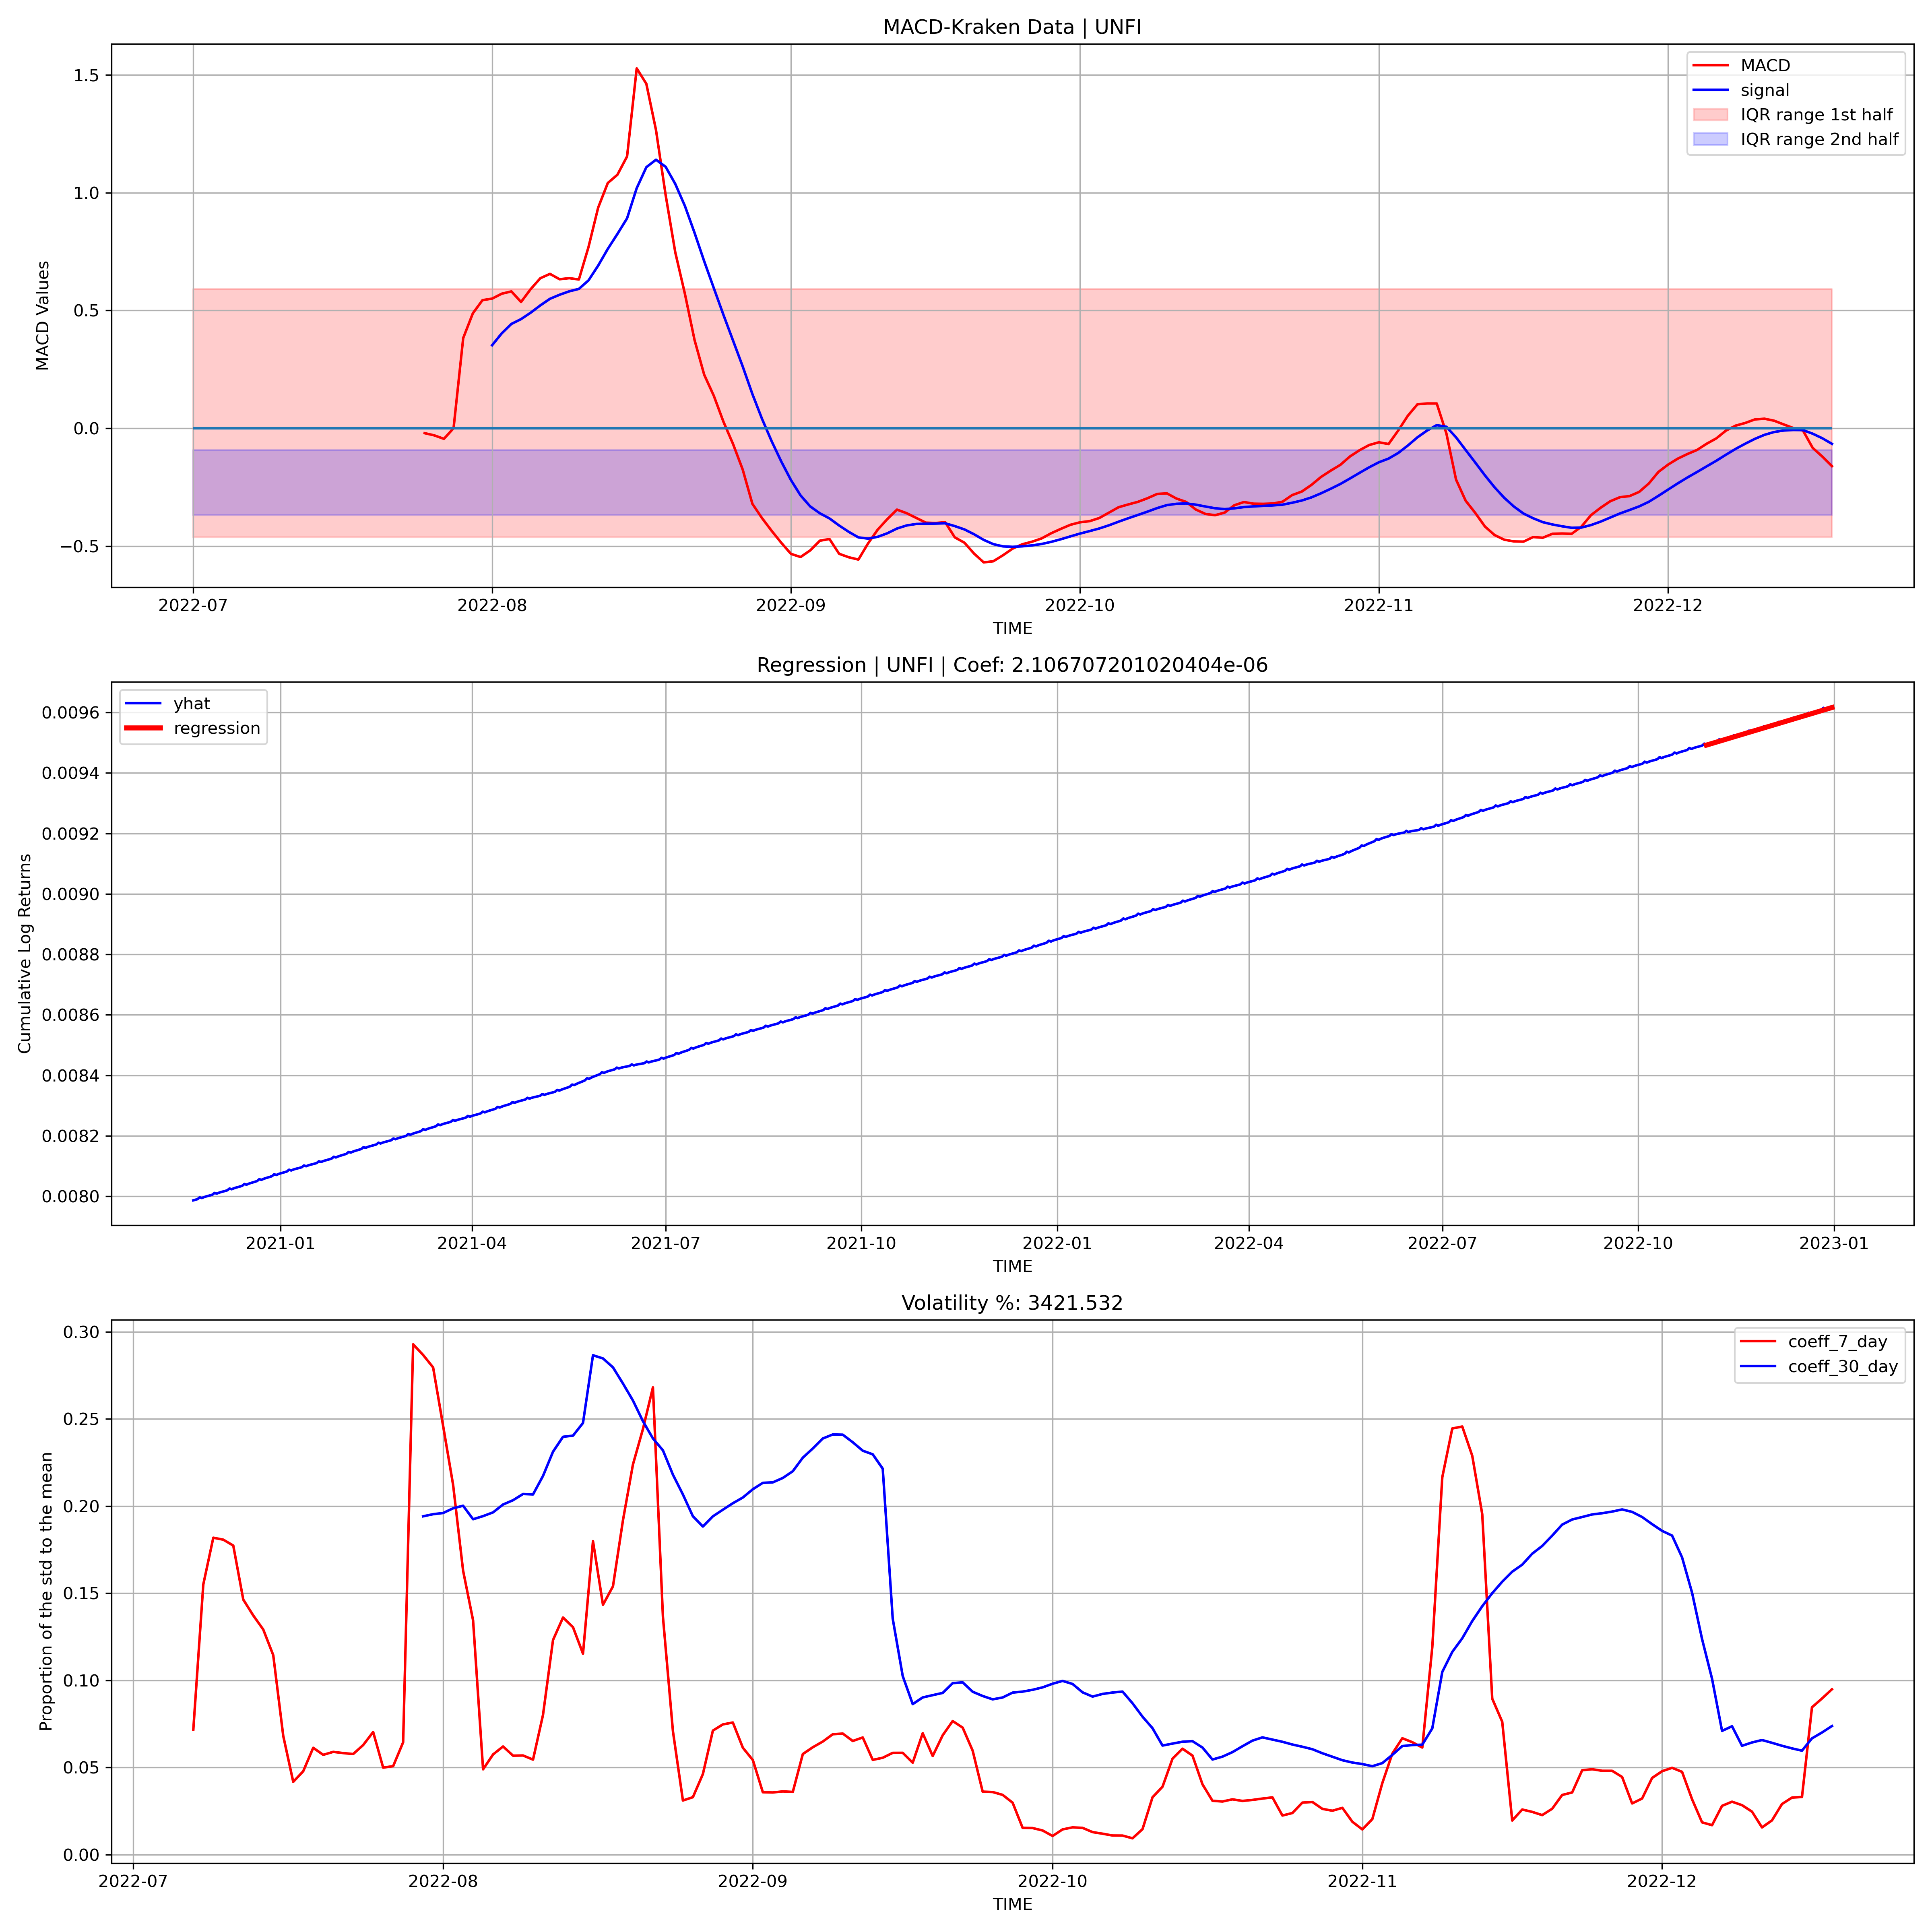 MACD-Kraken Data | UNFI
MACD Values
1.5
1.0
0.5
0.0
−0.5
MACD
signal
IQR range 1st half
IQR range 2nd half
2022-07 2022-08 2022-09 2022-10 2022-11 2022-12
TIME
Regression | UNFI | Coef: 2.106707201020404e-06
Cumulative Log Returns
yhat
regression
0.0096
0.0094
0.0092
0.0090
0.0088
0.0086
0.0084
0.0082
0.0080
2021-01 2021-04 2021-07 2021-10 2022-01 2022-04 2022-07 2022-10 2023-01
TIME
Volatility %: 3421.532
Proportion of the std to the mean
0.30
0.25
0.20
0.15
0.10
0.05
0.00
coeff_7_day
coeff_30_day
2022-07 2022-08 2022-09 2022-10 2022-11 2022-12
TIME